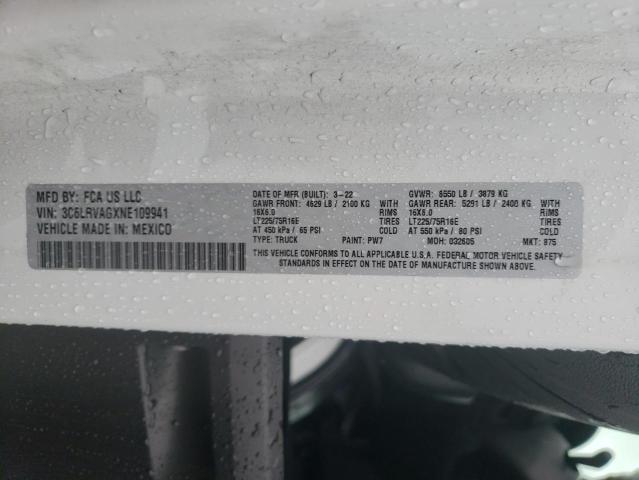 MFD BY: FCA US LLC
VIN: 3C6LRVAGXNE109941
VEHICLE MADE IN: MEXICO
DATE OF MFR (BUILT): 3-22 GVWR: 8550 LB / 3879 KG
GAWR FRONT: 4629 LB / 2100 KG WITH GAWR REAR: 5291 LB / 2400 KG WITH
16X6.0 RIMS 16X6.0 RIMS
LT225/75R16E TIRES LT225/75R16E TIRES
AT 450 kPa / 65 PSI COLD AT 550 kPa / 80 PSI COLD
TYPE: TRUCK PAINT: PW7 MOH: 032605 MKT: 875
THIS VEHICLE CONFORMS TO ALL APPLICABLE U.S.A. FEDERAL MOTOR VEHICLE SAFETY
STANDARDS IN EFFECT ON THE DATE OF MANUFACTURE SHOWN ABOVE.